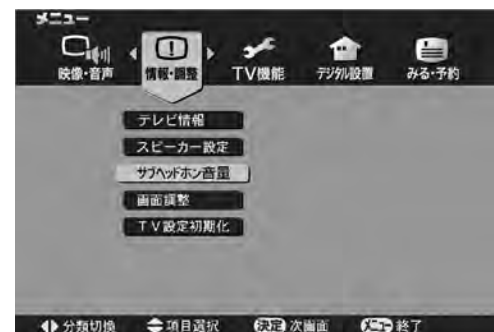 メニュー
映像・音声 情報・調整 TV機能 デジタル設置 みる・予約
テレビ情報
スピーカー設定
サブヘッドホン音量
画面調整
TV設定初期化
分類切換 項目選択 決定 次画面 メニュー 終了